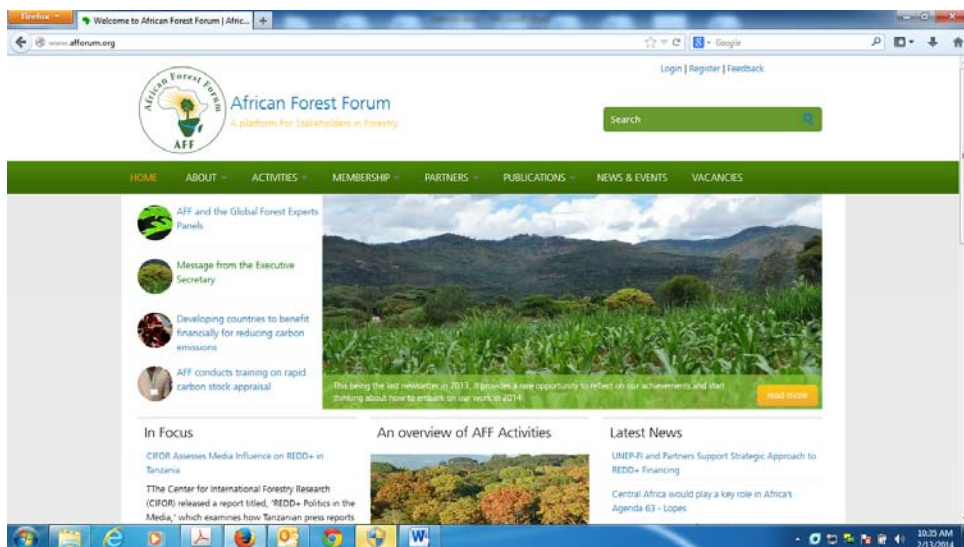 Firefox
Welcome to African Forest Forum | Afric...
www.afforum.org
Google
Login | Register | Feedback
African Forest Forum
AFF
African Forest Forum
A platform For Stakeholders in Forestry
Search
HOME ABOUT ACTIVITIES MEMBERSHIP PARTNERS PUBLICATIONS NEWS & EVENTS VACANCIES
AFF and the Global Forest Experts
Panels
Message from the Executive
Secretary
Developing countries to benefit
financially for reducing carbon
emissions
AFF conducts training on rapid
carbon stock appraisal
This being the last newsletter in 2013, it provides a rare opportunity to reflect on our achievements and start
thinking about how to embark on our work in 2014
read more
In Focus
CIFOR Assesses Media Influence on REDD+ in
Tanzania
TThe Center for International Forestry Research
(CIFOR) released a report titled, 'REDD+ Politics in the
Media,' which examines how Tanzanian press reports
An overview of AFF Activities
Latest News
UNEP-FI and Partners Support Strategic Approach to
REDD+ Financing
Central Africa would play a key role in Africa's
Agenda 63 - Lopes
10:35 AM
2/13/2014